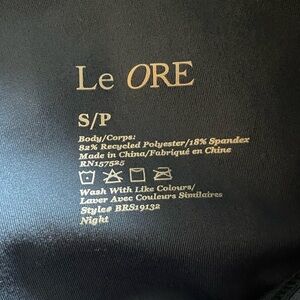 Le ORE
S/P
Body/Corps:
82% Recycled Polyester/18% Spandex
Made in China/Fabriqué en Chine
RN157525
Wash With Like Colours/
Laver Avec Couleurs Similaires
Style# BRS19132
Night